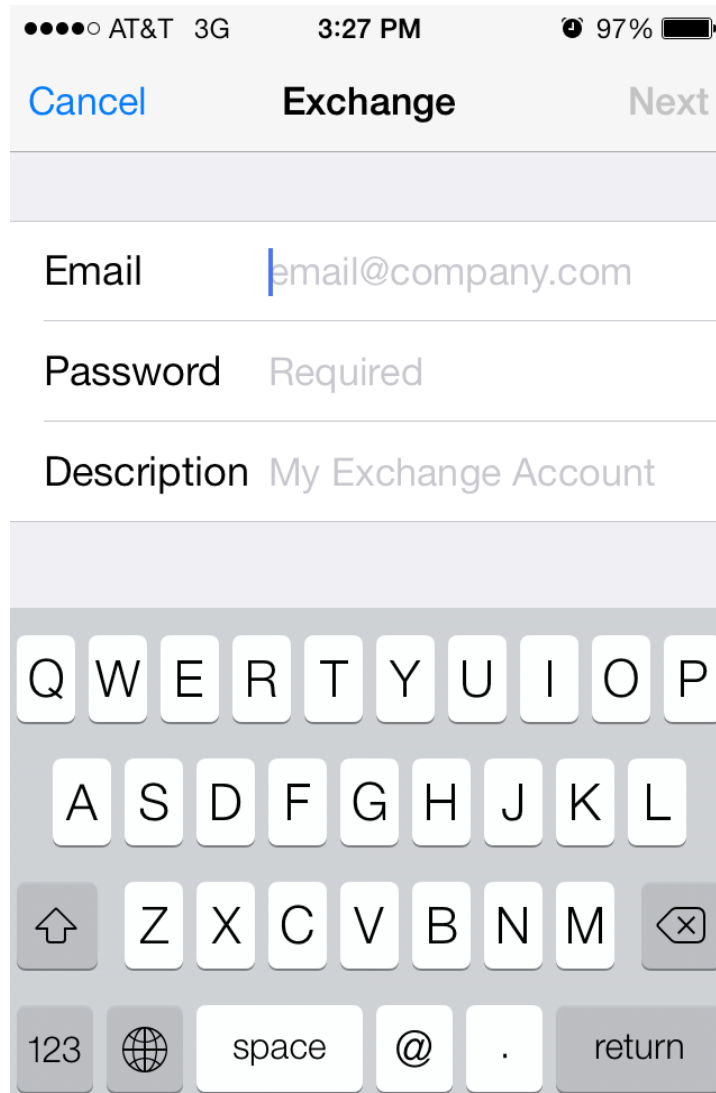 AT&T 3G 3:27 PM 97%
Cancel Exchange Next
Email email@company.com
Password Required
Description My Exchange Account
Q W E R T Y U I O P
A S D F G H J K L
Z X C V B N M
123 space @ . return